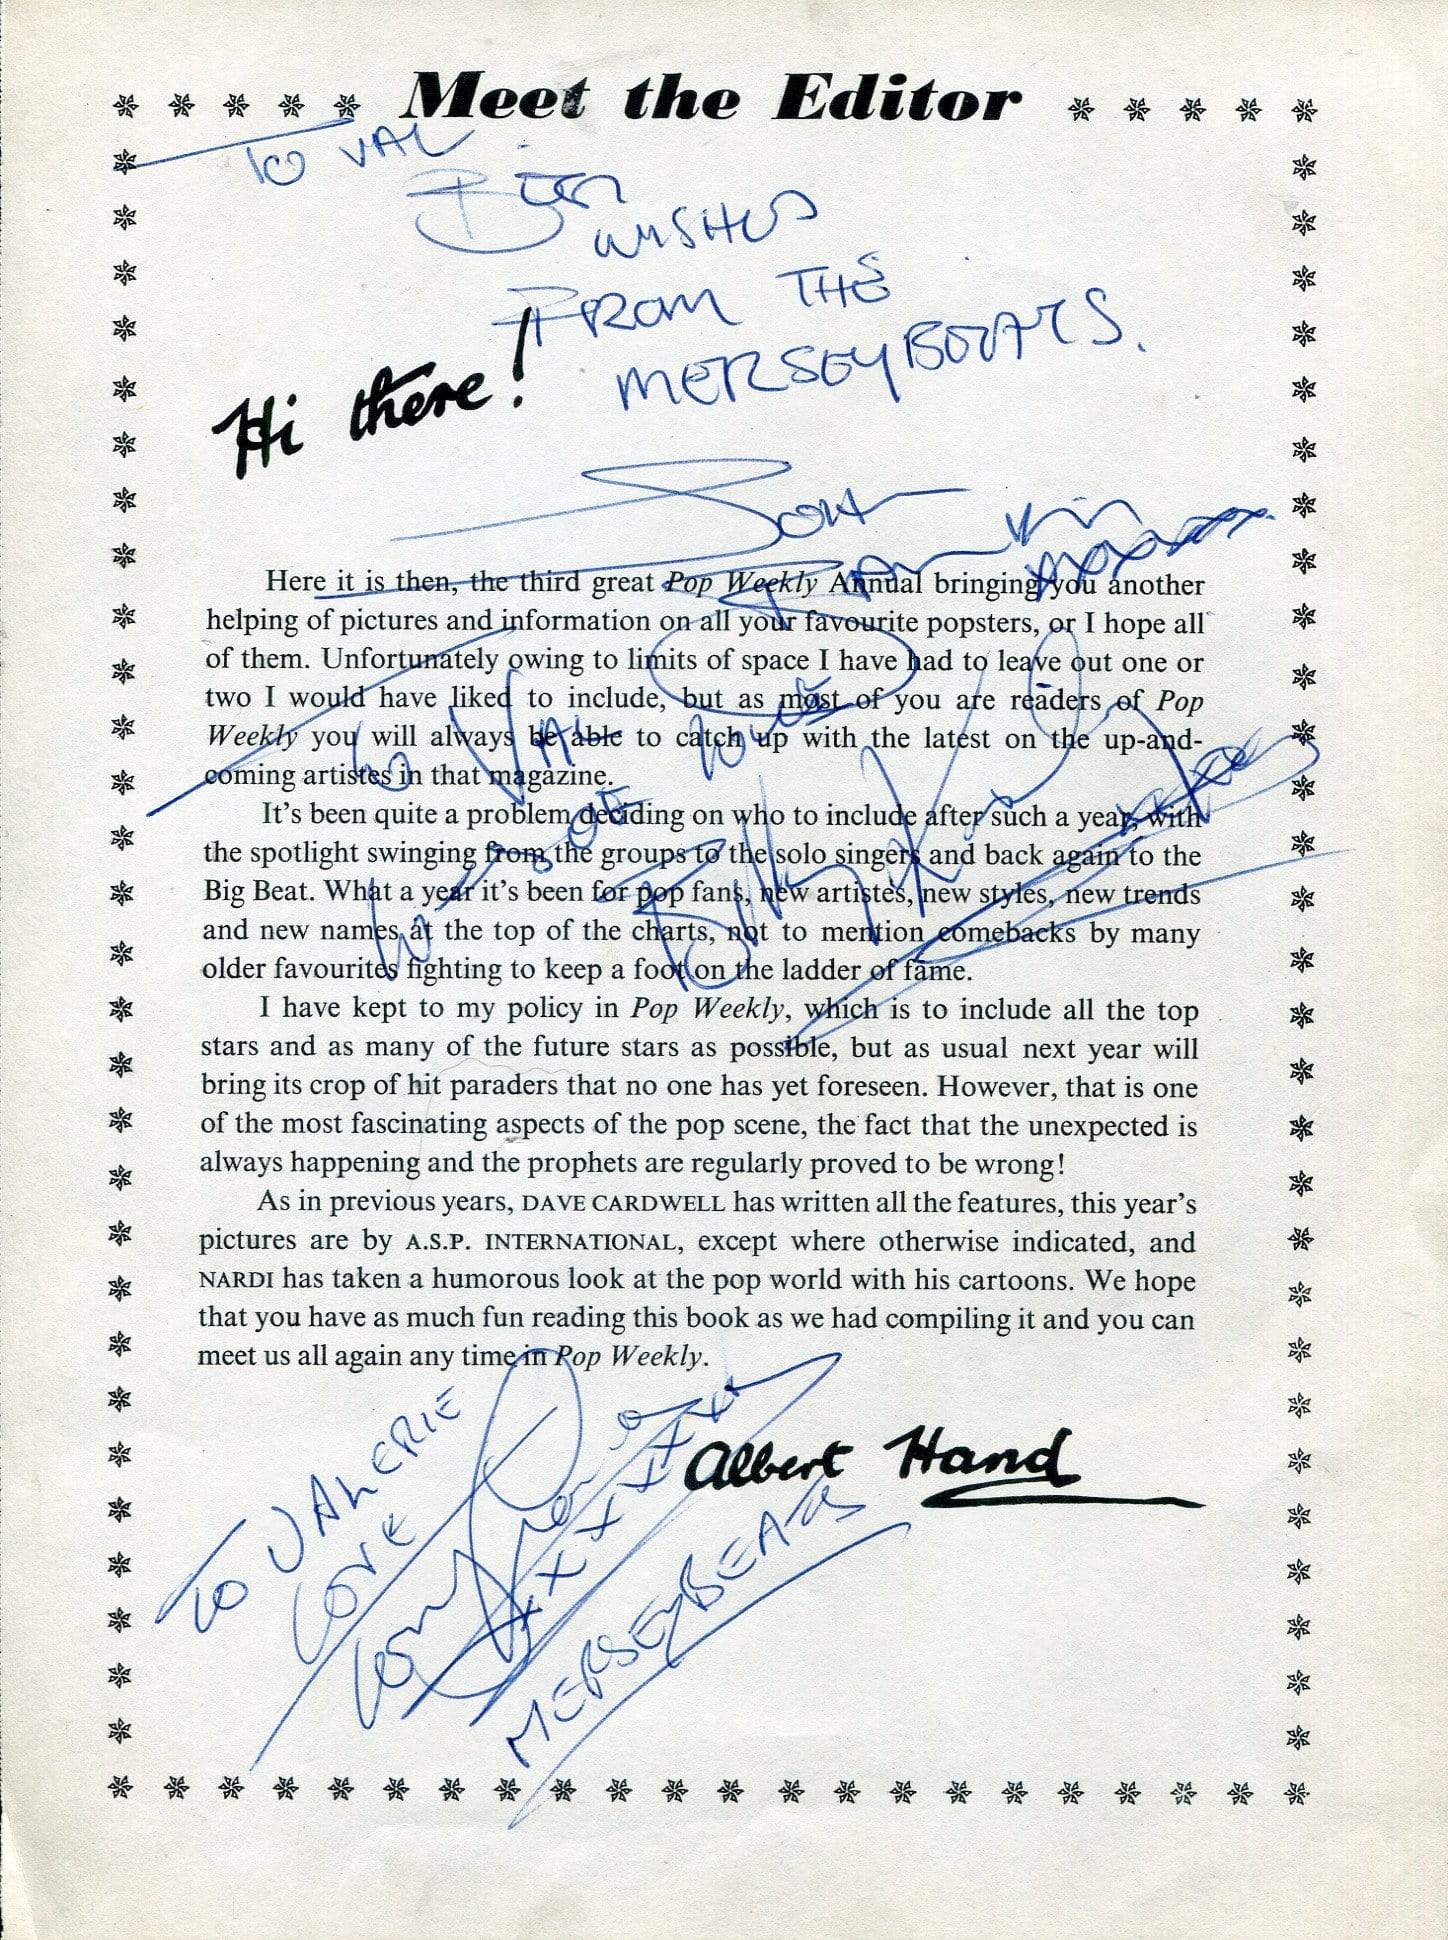 Meet the Editor
TO VAL
BEST
WISHES
FROM THE
MERSEYBEATS.
Hi there!
Here it is then, the third great Pop Weekly Annual bringing you another
helping of pictures and information on all your favourite popsters, or I hope all
of them. Unfortunately owing to limits of space I have had to leave out one or
two I would have liked to include, but as most of you are readers of Pop
Weekly you will always be able to catch up with the latest on the up-and-
coming artistes in that magazine.
It's been quite a problem deciding on who to include after such a year, with
the spotlight swinging from the groups to the solo singers and back again to the
Big Beat. What a year it's been for pop fans, new artistes, new styles, new trends
and new names at the top of the charts, not to mention comebacks by many
older favourites fighting to keep a foot on the ladder of fame.
I have kept to my policy in Pop Weekly, which is to include all the top
stars and as many of the future stars as possible, but as usual next year will
bring its crop of hit paraders that no one has yet foreseen. However, that is one
of the most fascinating aspects of the pop scene, the fact that the unexpected is
always happening and the prophets are regularly proved to be wrong!
As in previous years, DAVE CARDWELL has written all the features, this year's
pictures are by A.S.P. INTERNATIONAL, except where otherwise indicated, and
NARDI has taken a humorous look at the pop world with his cartoons. We hope
that you have as much fun reading this book as we had compiling it and you can
meet us all again any time in Pop Weekly.
To Val
Love
Billy
Albert Hand
TO VALERIE
LOVE
MERSEYBEATS